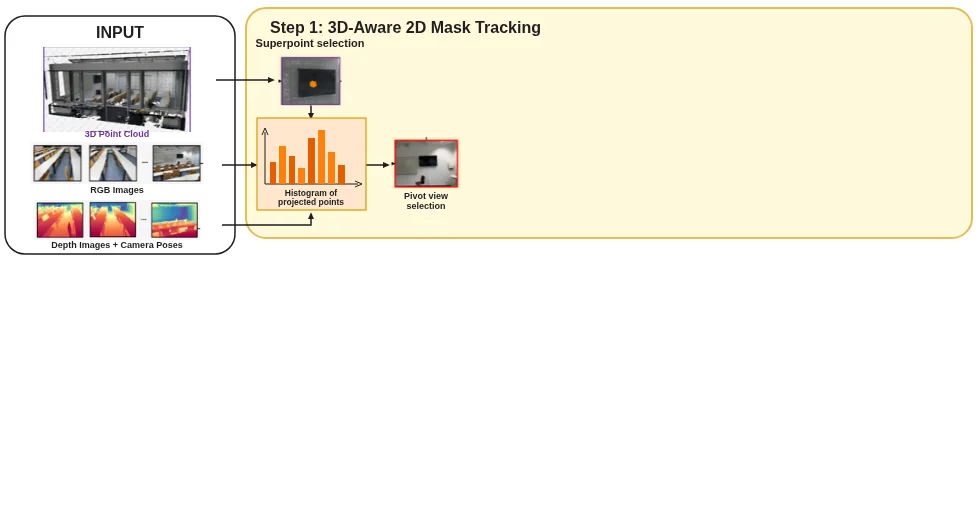 INPUT
3D Point Cloud
...
RGB Images
...
Depth Images + Camera Poses
Step 1: 3D-Aware 2D Mask Tracking
Superpoint selection
Histogram of
projected points
Pivot view
selection